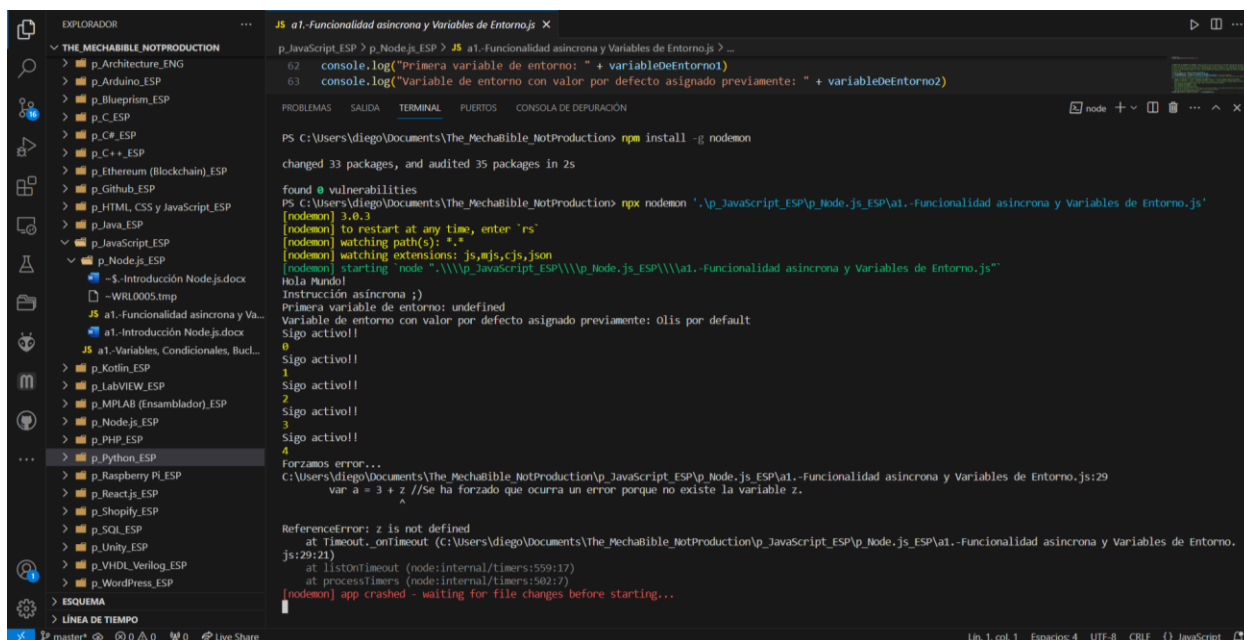 EXPLORADOR
THE_MECHABIBLE_NOTPRODUCTION
p_Architecture_ENG
p_Arduino_ESP
p_Blueprism_ESP
p_C_ESP
p_C#_ESP
p_C++_ESP
p_Ethereum (Blockchain)_ESP
p_Github_ESP
p_HTML, CSS y JavaScript_ESP
p_Java_ESP
p_JavaScript_ESP
p_Node.js_ESP
~$.-Introducción Node.js.docx
~WRL0005.tmp
JS a1.-Funcionalidad asincrona y Va...
a1.-Introducción Node.js.docx
JS a1.-Variables, Condicionales, Bucl...
p_Kotlin_ESP
p_LabVIEW_ESP
p_MPLAB (Ensamblador)_ESP
p_Node.js_ESP
p_PHP_ESP
p_Python_ESP
p_Raspberry Pi_ESP
p_React.js_ESP
p_Shopify_ESP
p_SQL_ESP
p_Unity_ESP
p_VHDL_Verilog_ESP
p_WordPress_ESP
ESQUEMA
LÍNEA DE TIEMPO
16
1
JS a1.-Funcionalidad asincrona y Variables de Entorno.js
p_JavaScript_ESP > p_Node.js_ESP > JS a1.-Funcionalidad asincrona y Variables de Entorno.js > ...
62 console.log("Primera variable de entorno: " + variableDeEntorno1)
63 console.log("Variable de entorno con valor por defecto asignado previamente: " + variableDeEntorno2)
PROBLEMAS SALIDA TERMINAL PUERTOS CONSOLA DE DEPURACIÓN
node
PS C:\Users\diego\Documents\The_MechaBible_NotProduction> npm install -g nodemon
changed 33 packages, and audited 35 packages in 2s
found 0 vulnerabilities
PS C:\Users\diego\Documents\The_MechaBible_NotProduction> npx nodemon '.\p_JavaScript_ESP\p_Node.js_ESP\a1.-Funcionalidad asincrona y Variables de Entorno.js'
[nodemon] 3.0.3
[nodemon] to restart at any time, enter `rs`
[nodemon] watching path(s): *.*
[nodemon] watching extensions: js,mjs,cjs,json
[nodemon] starting `node ".\\\\p_JavaScript_ESP\\\\p_Node.js_ESP\\\\a1.-Funcionalidad asincrona y Variables de Entorno.js"`
Hola Mundo!
Instrucción asíncrona ;)
Primera variable de entorno: undefined
Variable de entorno con valor por defecto asignado previamente: Olis por default
Sigo activo!!
0
Sigo activo!!
1
Sigo activo!!
2
Sigo activo!!
3
Sigo activo!!
4
Forzamos error...
C:\Users\diego\Documents\The_MechaBible_NotProduction\p_JavaScript_ESP\p_Node.js_ESP\a1.-Funcionalidad asincrona y Variables de Entorno.js:29
var a = 3 + z //Se ha forzado que ocurra un error porque no existe la variable z.
^
ReferenceError: z is not defined
at Timeout._onTimeout (C:\Users\diego\Documents\The_MechaBible_NotProduction\p_JavaScript_ESP\p_Node.js_ESP\a1.-Funcionalidad asincrona y Variables de Entorno.
js:29:21)
at listOnTimeout (node:internal/timers:559:17)
at processTimers (node:internal/timers:502:7)
[nodemon] app crashed - waiting for file changes before starting...
master* 0 0 0 Live Share Lín. 1, col. 1 Espacios: 4 UTF-8 CRLF {} JavaScript